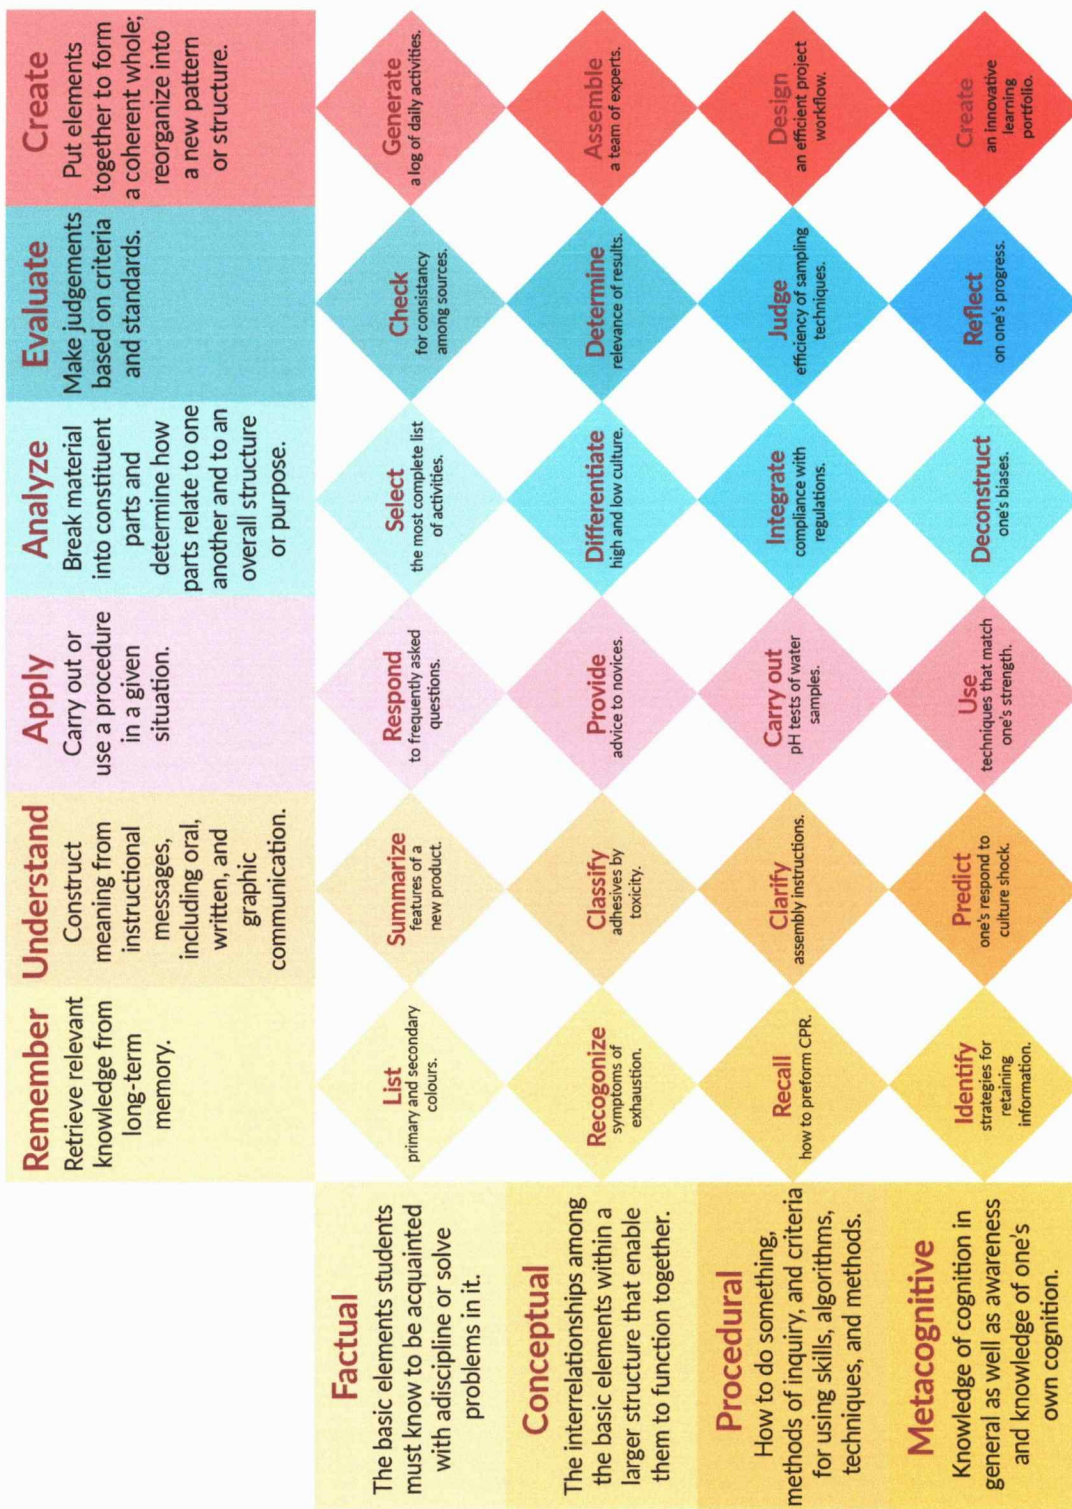 Remember
Retrieve relevant
knowledge from
long-term
memory.
Understand
Construct
meaning from
instructional
messages,
including oral,
written, and
graphic
communication.
Apply
Carry out or
use a procedure
in a given
situation.
Analyze
Break material
into constituent
parts and
determine how
parts relate to one
another and to an
overall structure
or purpose.
Evaluate
Make judgements
based on criteria
and standards.
Create
Put elements
together to form
a coherent whole;
reorganize into
a new pattern
or structure.
Factual
The basic elements students
must know to be acquainted
with adiscipline or solve
problems in it.
List
primary and secondary
colours.
Summarize
features of a
new product.
Respond
to frequently asked
questions.
Select
the most complete list
of activities.
Check
for consistancy
among sources.
Generate
a log of daily activities.
Conceptual
The interrelationships among
the basic elements within a
larger structure that enable
them to function together.
Recogonize
symptoms of
exhaustion.
Classify
adhesives by
toxicity.
Provide
advice to novices.
Differentiate
high and low culture.
Determine
relevance of results.
Assemble
a team of experts.
Procedural
How to do something,
methods of inquiry, and criteria
for using skills, algorithms,
techniques, and methods.
Recall
how to preform CPR.
Clarify
assembly instructions.
Carry out
pH tests of water
samples.
Integrate
compliance with
regulations.
Judge
efficiency of sampling
techniques.
Design
an efficient project
workflow.
Metacognitive
Knowledge of cognition in
general as well as awareness
and knowledge of one's
own cognition.
Identify
strategies for
retaining
information.
Predict
one's respond to
culture shock.
Use
techniques that match
one's strength.
Deconstruct
one's biases.
Reflect
on one's progress.
Create
an innovative
learning
portfolio.